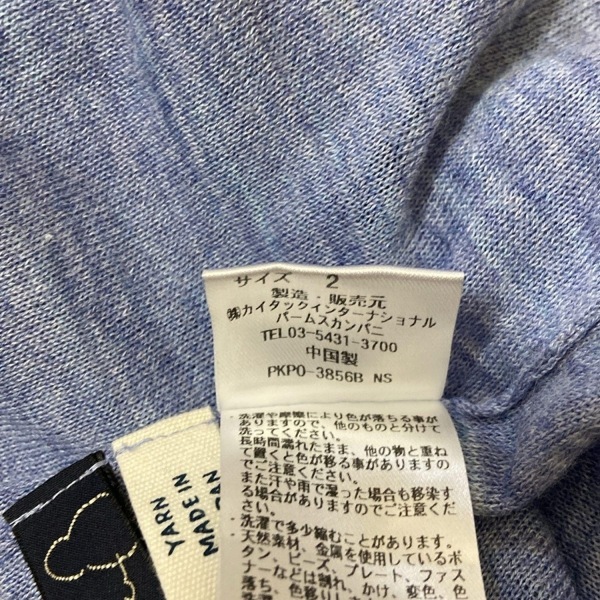 サイズ 2
製造・販売元
㈱カイタックインターナショナル
パームスカンパニ
TEL03-5431-3700
中国製
PKPO-3856B NS
・洗濯や摩擦により色が落ちる事が
ありますので、他のものと分けて
洗ってください。
長時間濡れたまま、他の物と重ね
て置くと色が移る事がありますの
でご注意ください。
また汗や雨で湿った場合も移染す
る場合がありますのでご注意くだ
さい。
・洗濯で多少縮むことがあります。
・天然素材、金属を使用しているボ
タン、ビーズ、プレート、ファス
ナーなどは割れ、かけ、変色、色
落ち、色移りし
YARN
MADE IN